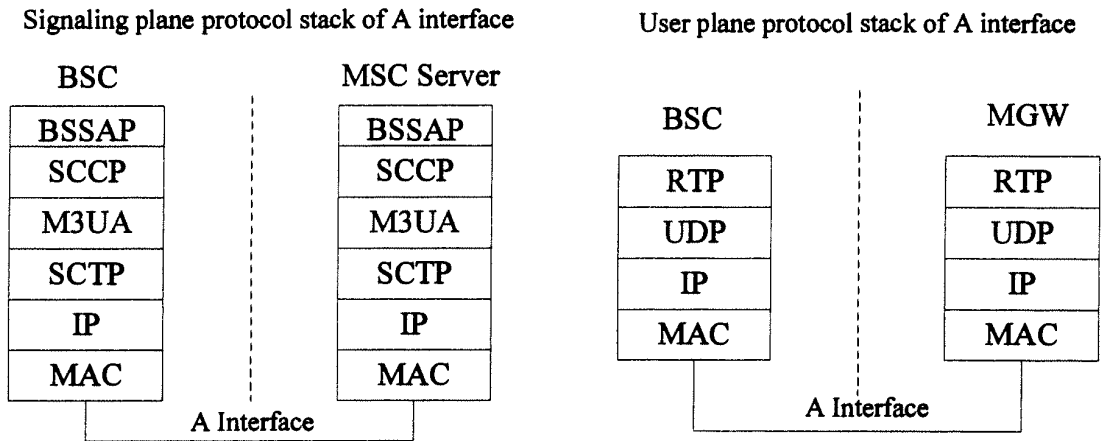 Signaling plane protocol stack of A interface
BSC
MSC Server
BSSAP
SCCP
M3UA
SCTP
IP
MAC
BSSAP
SCCP
M3UA
SCTP
IP
MAC
A Interface
User plane protocol stack of A interface
BSC
MGW
RTP
UDP
IP
MAC
RTP
UDP
IP
MAC
A Interface